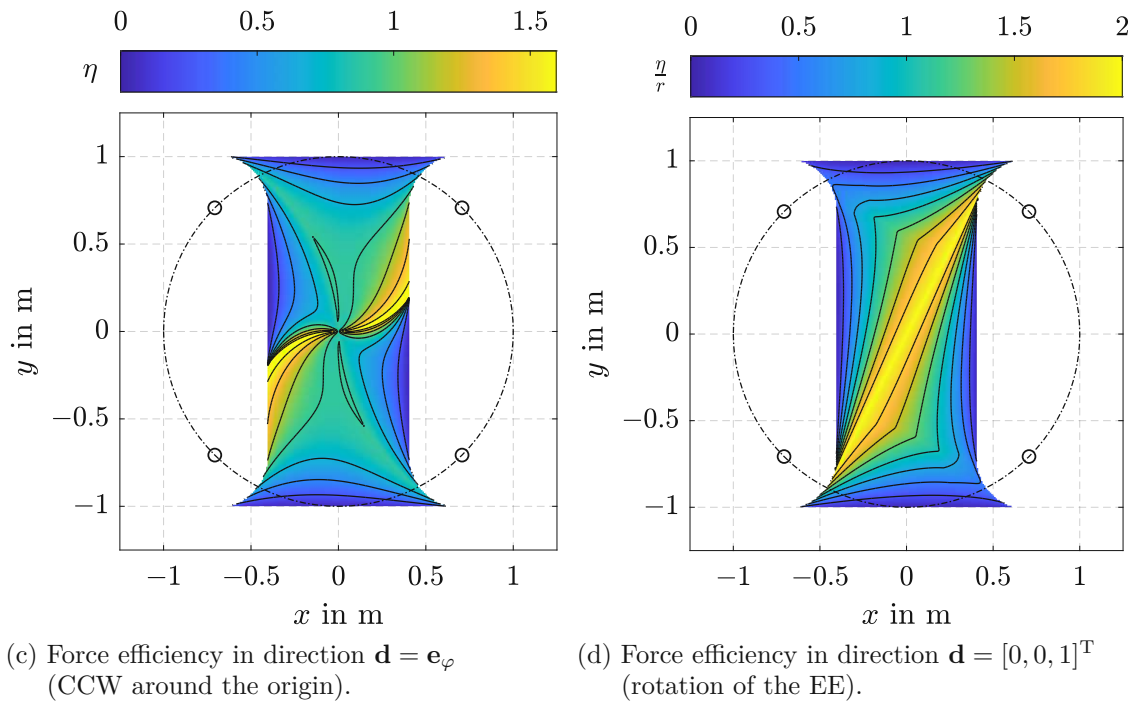 0 0.5 1 1.5
η
1
0.5
0
−0.5
−1
y in m
−1 −0.5 0 0.5 1
x in m
(c) Force efficiency in direction d = e_φ
(CCW around the origin).
0 0.5 1 2
η/r
1
0.5
0
−0.5
−1
y in m
−1 −0.5 0 0.5 1
x in m
(d) Force efficiency in direction d = [0, 0, 1]^T
(rotation of the EE).